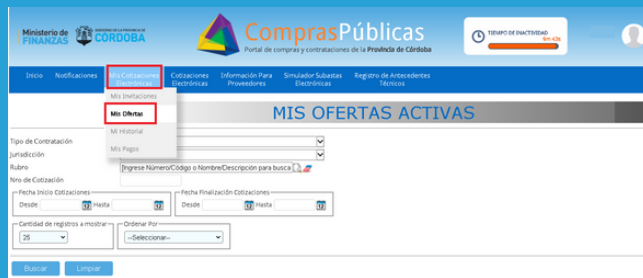 Ministerio de
FINANZAS
GOBIERNO DE LA PROVINCIA DE
CÓRDOBA
ComprasPúblicas
Portal de compras y contrataciones de la Provincia de Córdoba
TIEMPO DE INACTIVIDAD
9m 43s
Inicio
Notificaciones
Mis Cotizaciones
Electrónicas
Cotizaciones
Electrónicas
Información Para
Proveedores
Simulador Subastas
Electrónicas
Registro de Antecedentes
Técnicos
Mis Invitaciones
Mis Ofertas
Mi Historial
Mis Pagos
MIS OFERTAS ACTIVAS
Tipo de Contratación
Jurisdicción
Rubro
Ingrese Número/Código o Nombre/Descripción para busca
Nro de Cotización
Fecha Inicio Cotizaciones
Desde
Hasta
Fecha Finalización Cotizaciones
Desde
Hasta
Cantidad de registros a mostrar
25
Ordenar Por
--Seleccionar--
Buscar
Limpiar